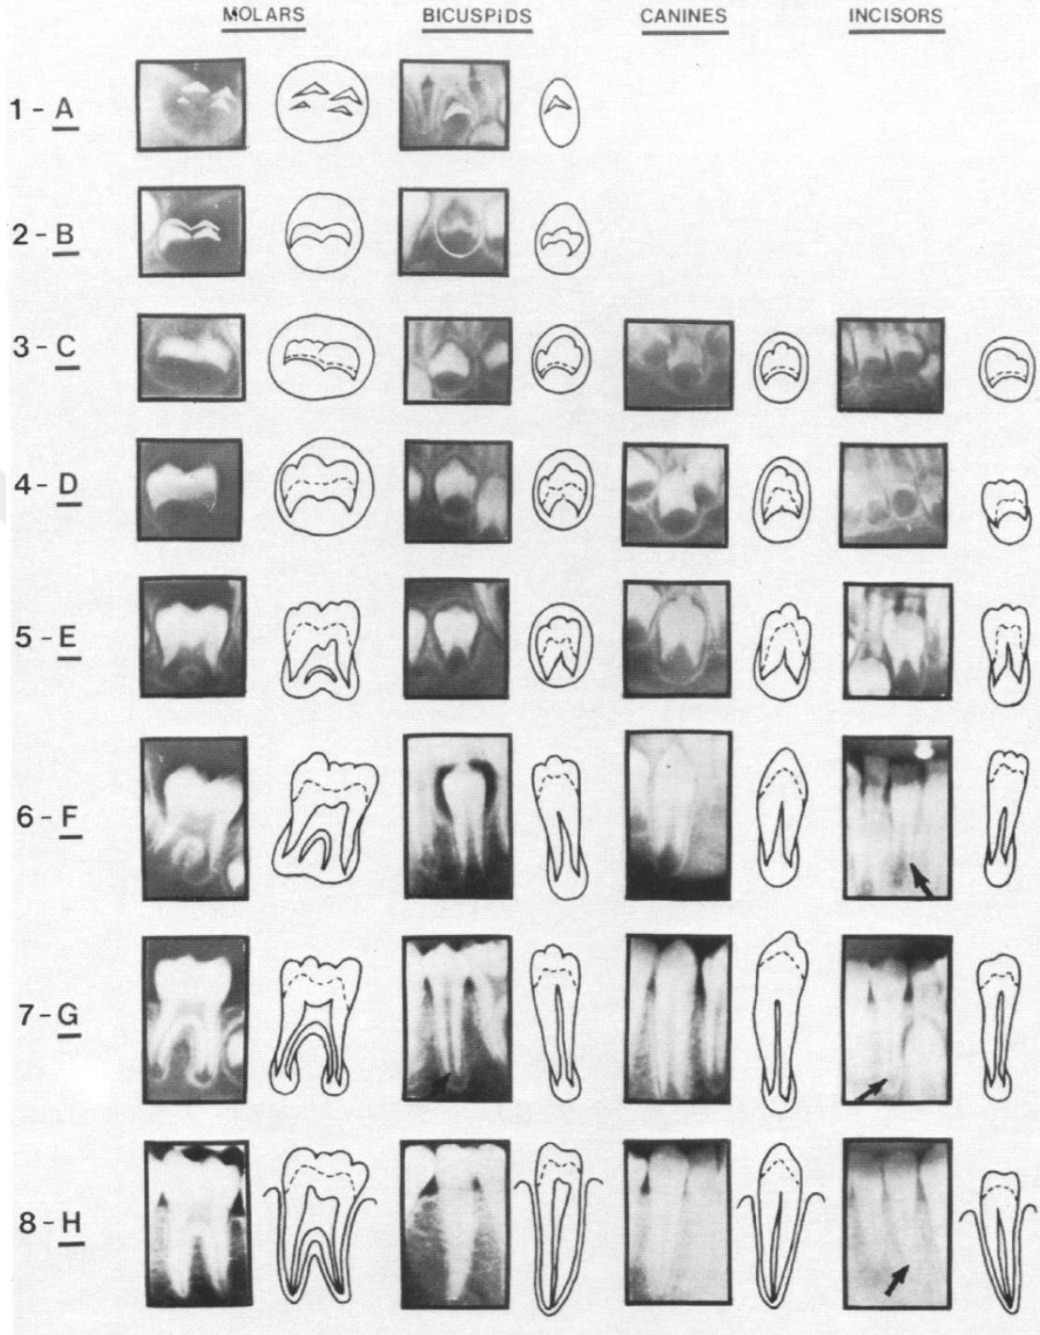 MOLARS BICUSPIDS CANINES INCISORS
1 - A
2 - B
3 - C
4 - D
5 - E
6 - F
7 - G
8 - H